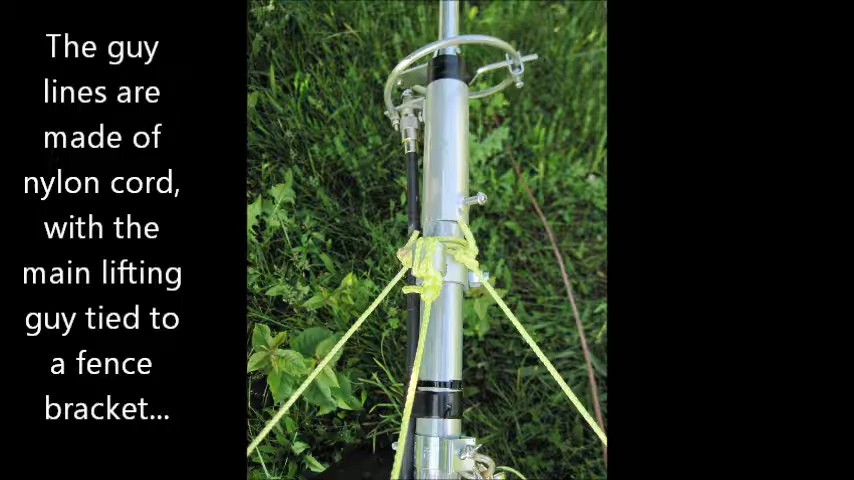 The guy
lines are
made of
nylon cord,
with the
main lifting
guy tied to
a fence
bracket...